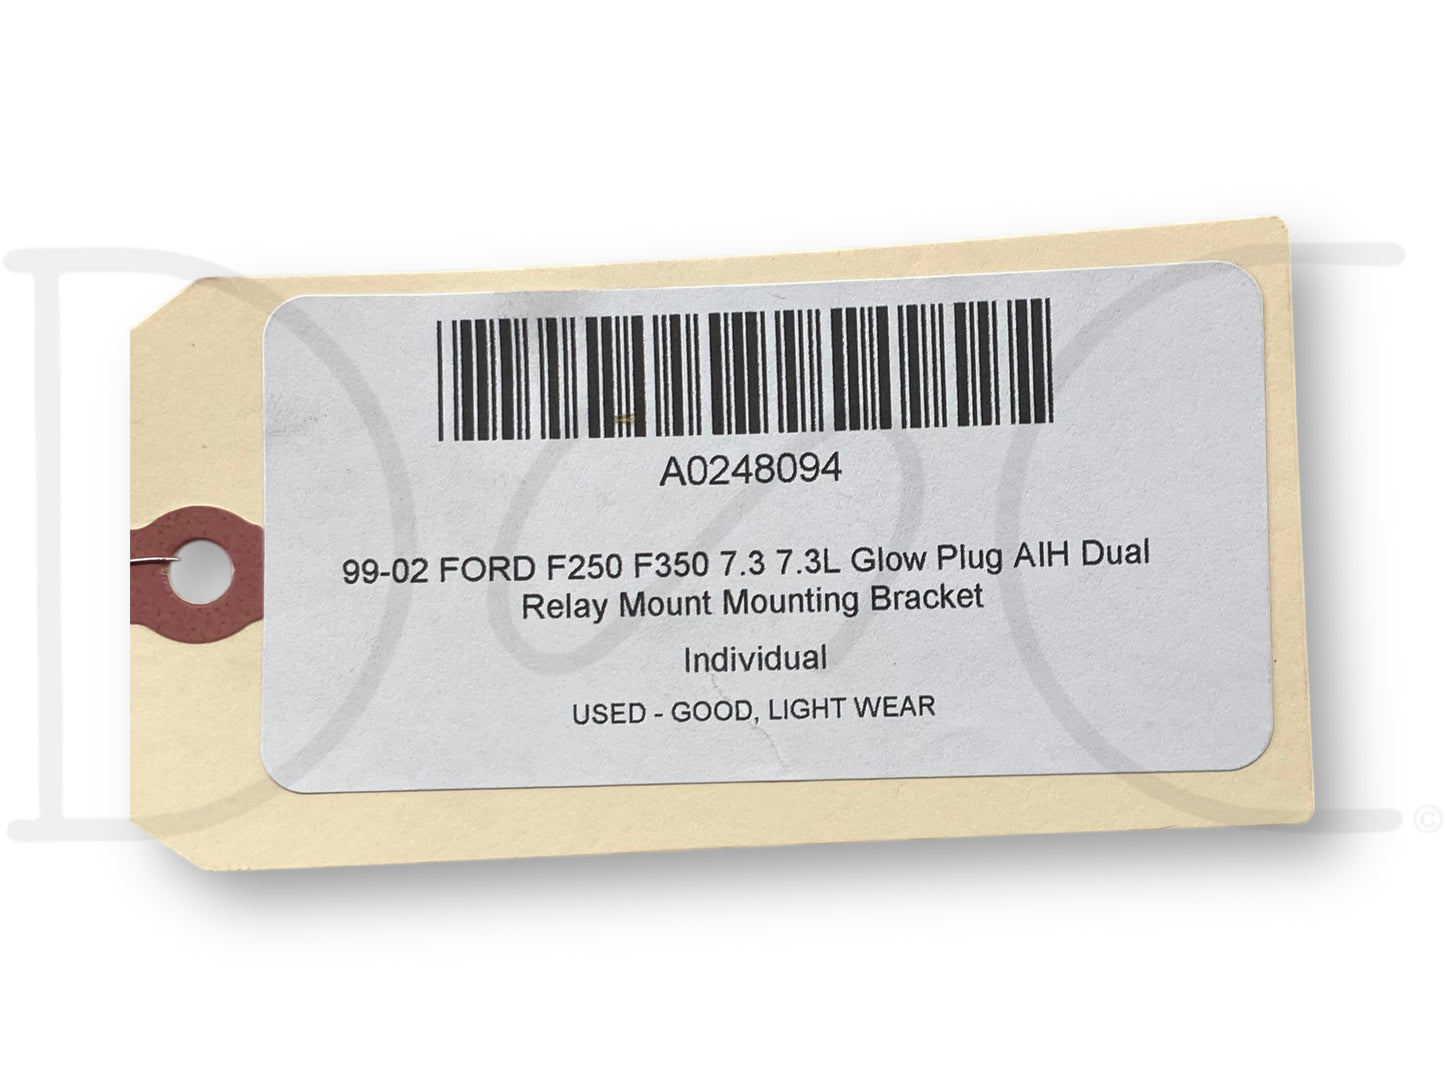 A0248094
99-02 FORD F250 F350 7.3 7.3L Glow Plug AIH Dual
Relay Mount Mounting Bracket
Individual
USED - GOOD, LIGHT WEAR
©